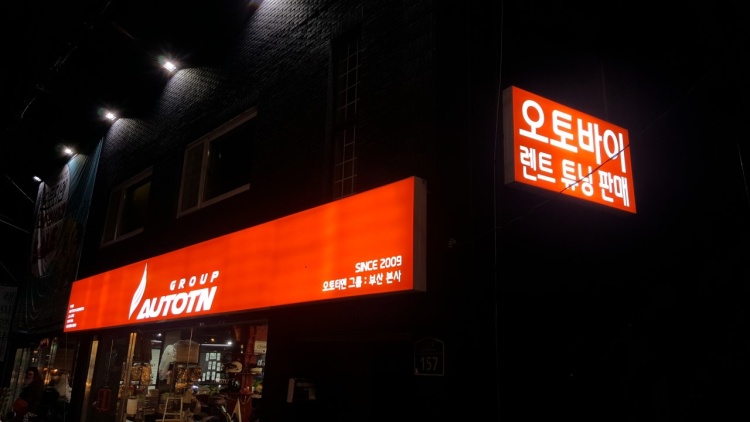 GROUP
AUTOTN
SINCE 2009
오토티엔 그룹 : 부산 본사
오토바이
렌트 튜닝 판매
157